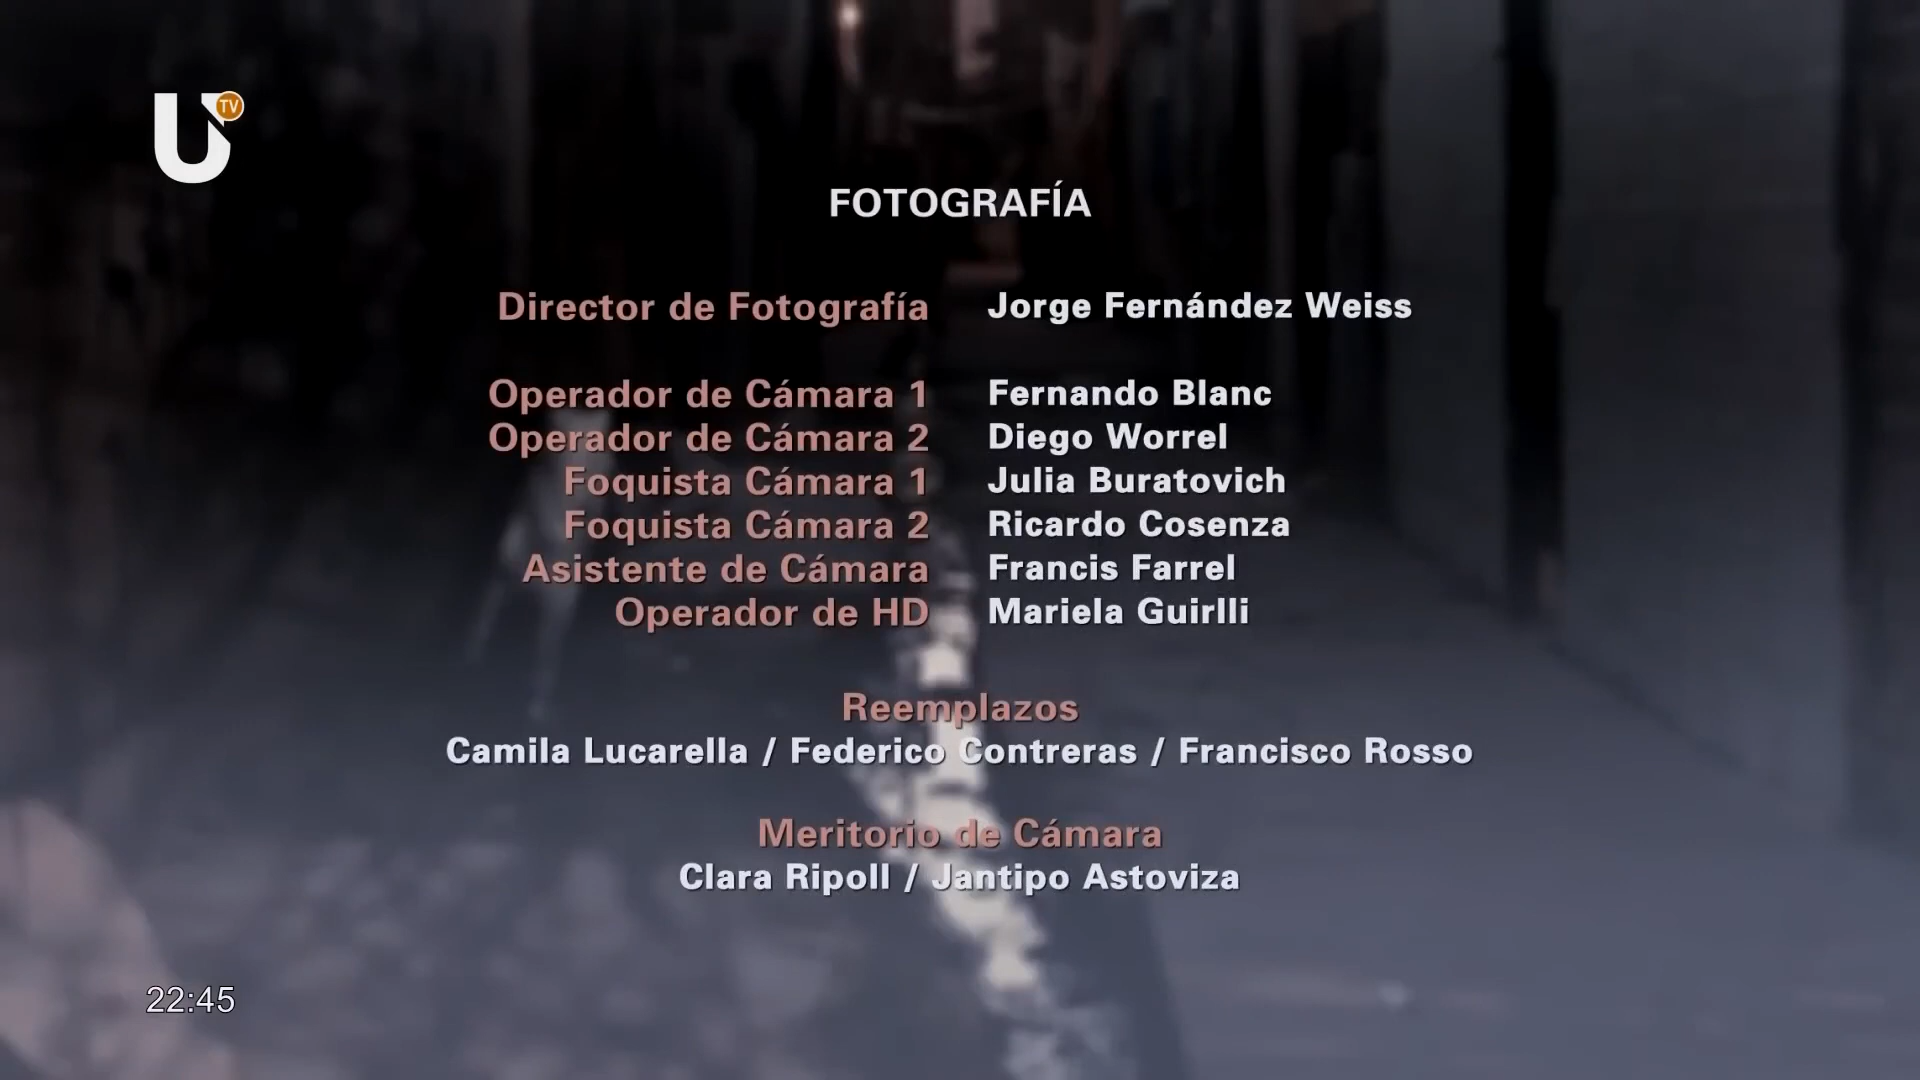 U TV
FOTOGRAFÍA
Director de Fotografía Jorge Fernández Weiss
Operador de Cámara 1 Fernando Blanc
Operador de Cámara 2 Diego Worrel
Foquista Cámara 1 Julia Buratovich
Foquista Cámara 2 Ricardo Cosenza
Asistente de Cámara Francis Farrel
Operador de HD Mariela Guirlli
Reemplazos
Camila Lucarella / Federico Contreras / Francisco Rosso
Meritorio de Cámara
Clara Ripoll / Jantipo Astoviza
22:45